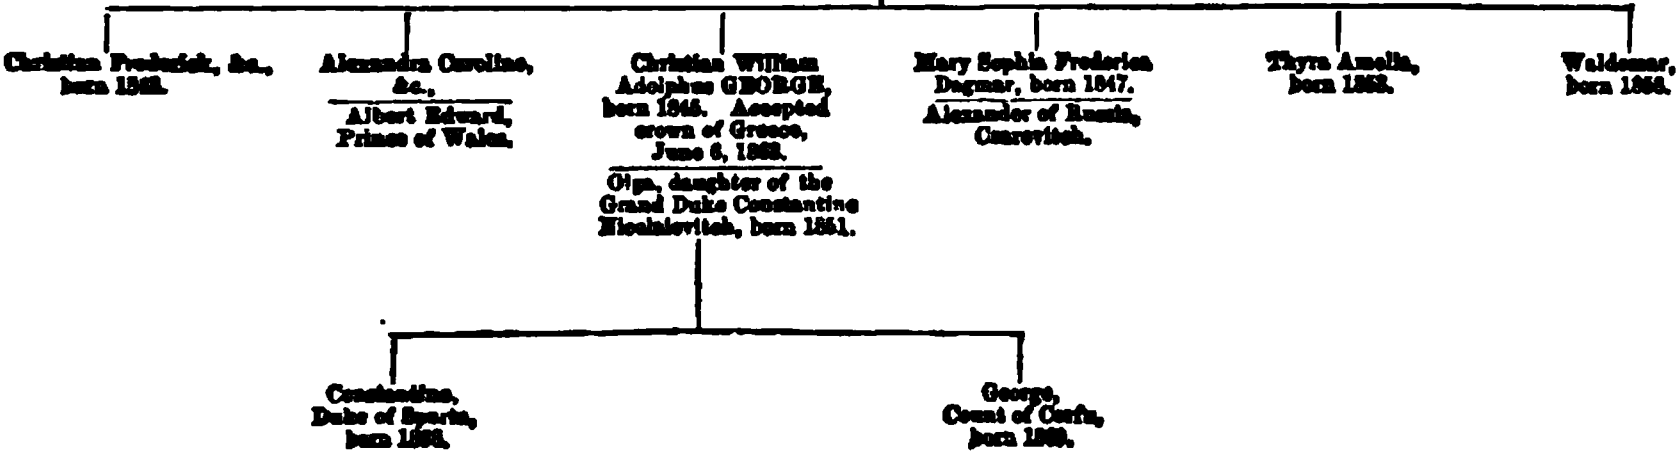 Christian Frederick, &c.,
born 1843.
Alexandra Caroline,
&c.,
Albert Edward,
Prince of Wales.
Christian William
Adolphus GEORGE,
born 1845. Accepted
crown of Greece,
June 6, 1863.
Olga, daughter of the
Grand Duke Constantine
Nicolaievitch, born 1851.
Mary Sophia Frederica
Dagmar, born 1847.
Alexander of Russia,
Czarevitch.
Thyra Amelia,
born 1853.
Waldemar,
born 1858.
Constantine,
Duke of Sparta,
born 1868.
George,
Count of Corfu,
born 1869.